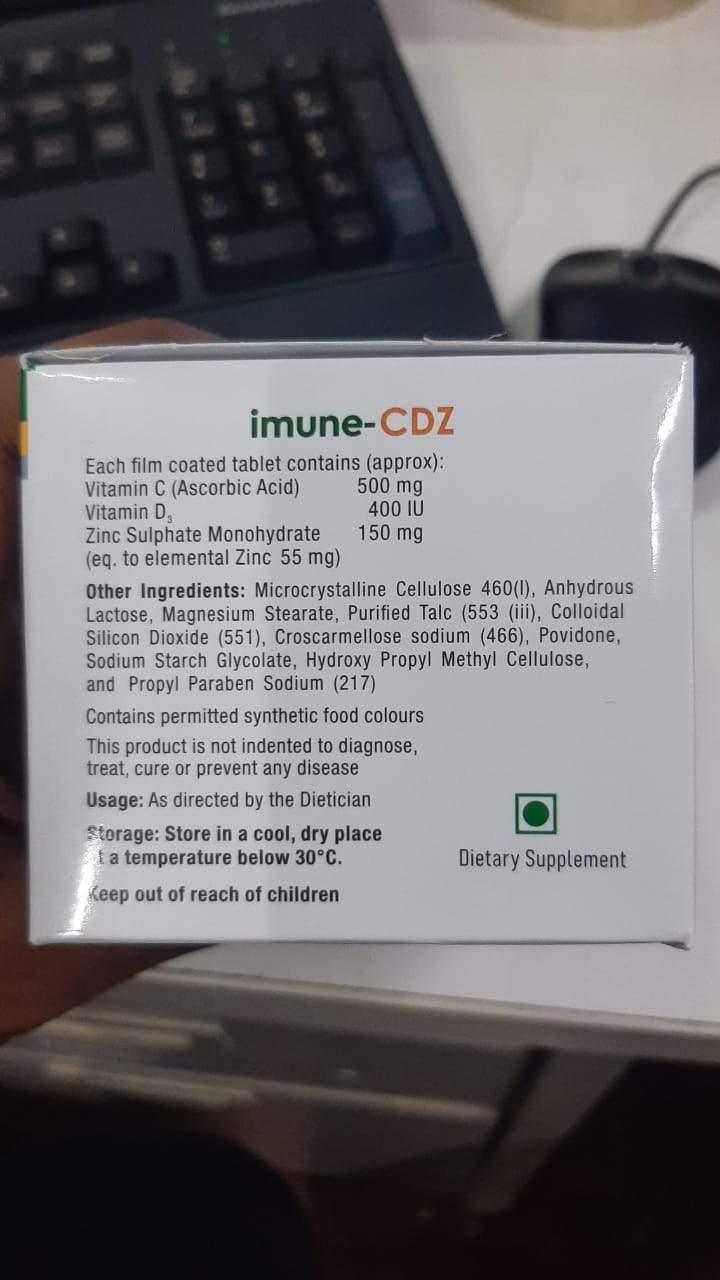 imune-CDZ
Each film coated tablet contains (approx):
Vitamin C (Ascorbic Acid) 500 mg
Vitamin D3 400 IU
Zinc Sulphate Monohydrate 150 mg
(eq. to elemental Zinc 55 mg)
Other Ingredients: Microcrystalline Cellulose 460(I), Anhydrous
Lactose, Magnesium Stearate, Purified Talc (553 (iii), Colloidal
Silicon Dioxide (551), Croscarmellose sodium (466), Povidone,
Sodium Starch Glycolate, Hydroxy Propyl Methyl Cellulose,
and Propyl Paraben Sodium (217)
Contains permitted synthetic food colours
This product is not indented to diagnose,
treat, cure or prevent any disease
Usage: As directed by the Dietician
Storage: Store in a cool, dry place
t a temperature below 30°C.
Keep out of reach of children
Dietary Supplement